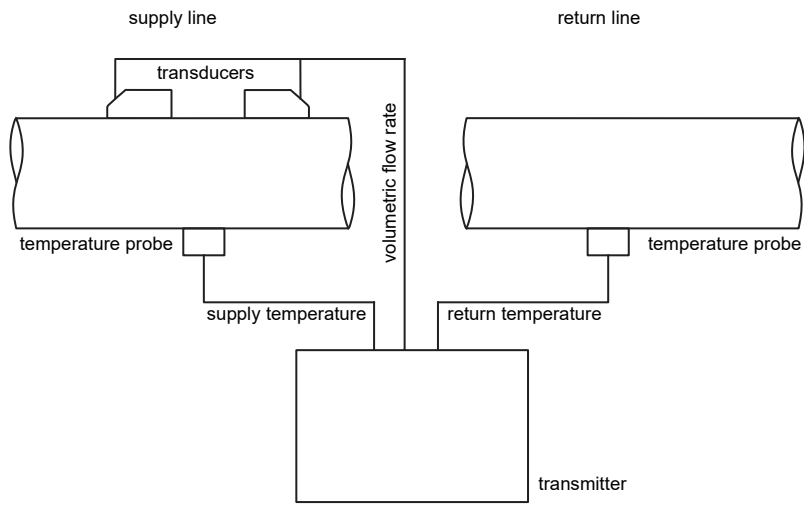 supply line
return line
transducers
volumetric flow rate
temperature probe
temperature probe
supply temperature
return temperature
transmitter